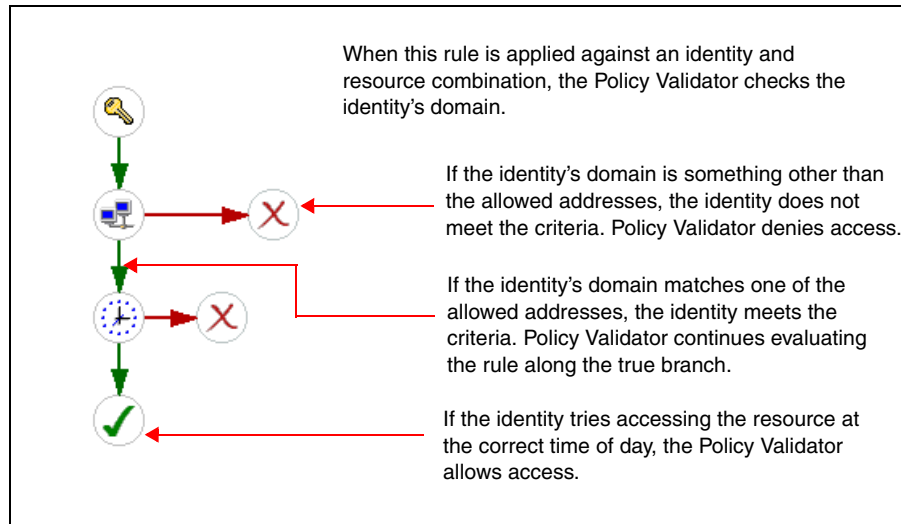 When this rule is applied against an identity and
resource combination, the Policy Validator checks the
identity’s domain.
If the identity’s domain is something other than
the allowed addresses, the identity does not
meet the criteria. Policy Validator denies access.
If the identity’s domain matches one of the
allowed addresses, the identity meets the
criteria. Policy Validator continues evaluating
the rule along the true branch.
If the identity tries accessing the resource at
the correct time of day, the Policy Validator
allows access.